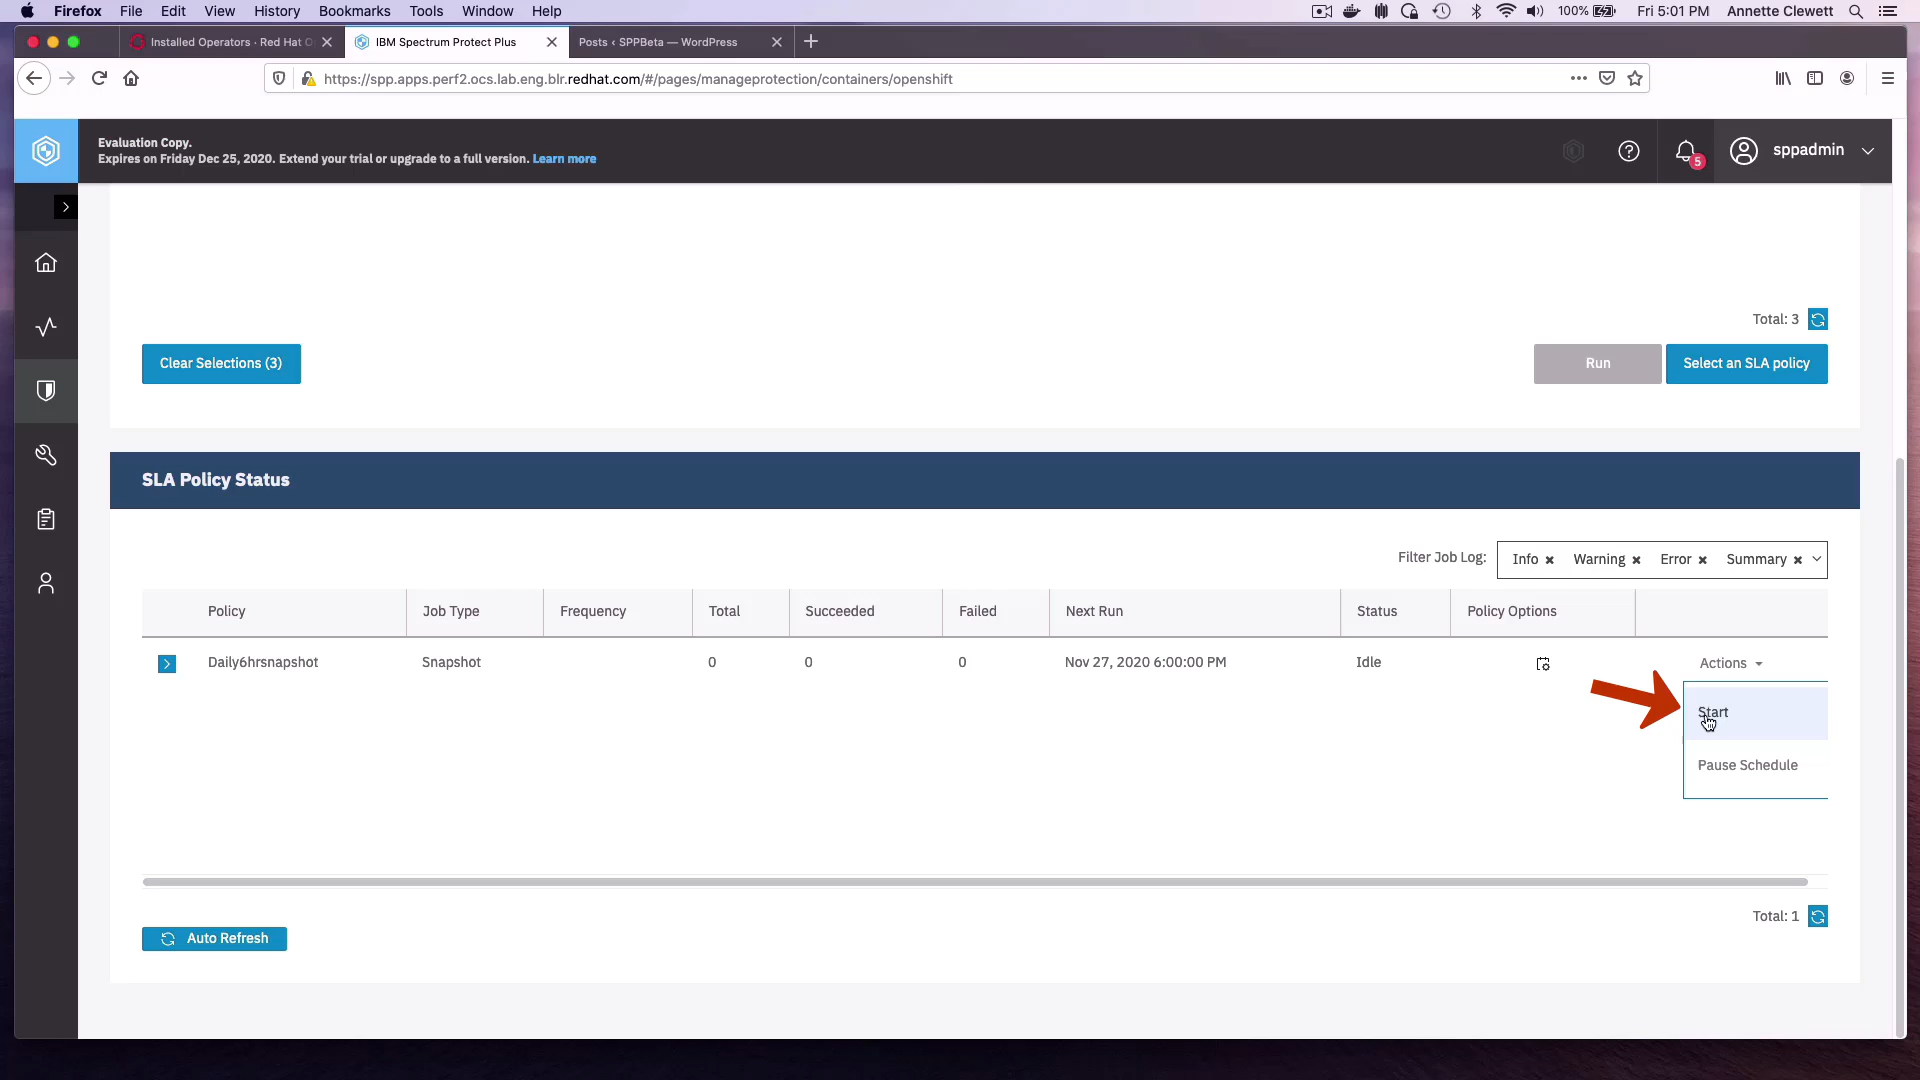 Firefox File Edit View History Bookmarks Tools Window Help 100% Fri 5:01 PM Annette Clewett
Installed Operators · Red Hat O
IBM Spectrum Protect Plus
Posts ‹ SPPBeta — WordPress
https://spp.apps.perf2.ocs.lab.eng.blr.redhat.com/#/pages/manageprotection/containers/openshift
Evaluation Copy.
Expires on Friday Dec 25, 2020. Extend your trial or upgrade to a full version. Learn more
5
sppadmin
Total: 3
Clear Selections (3)
Run
Select an SLA policy
SLA Policy Status
Filter Job Log: Info Warning Error Summary
Policy Job Type Frequency Total Succeeded Failed Next Run Status Policy Options
Daily6hrsnapshot Snapshot 0 0 0 Nov 27, 2020 6:00:00 PM Idle Actions
Start
Pause Schedule
Total: 1
Auto Refresh